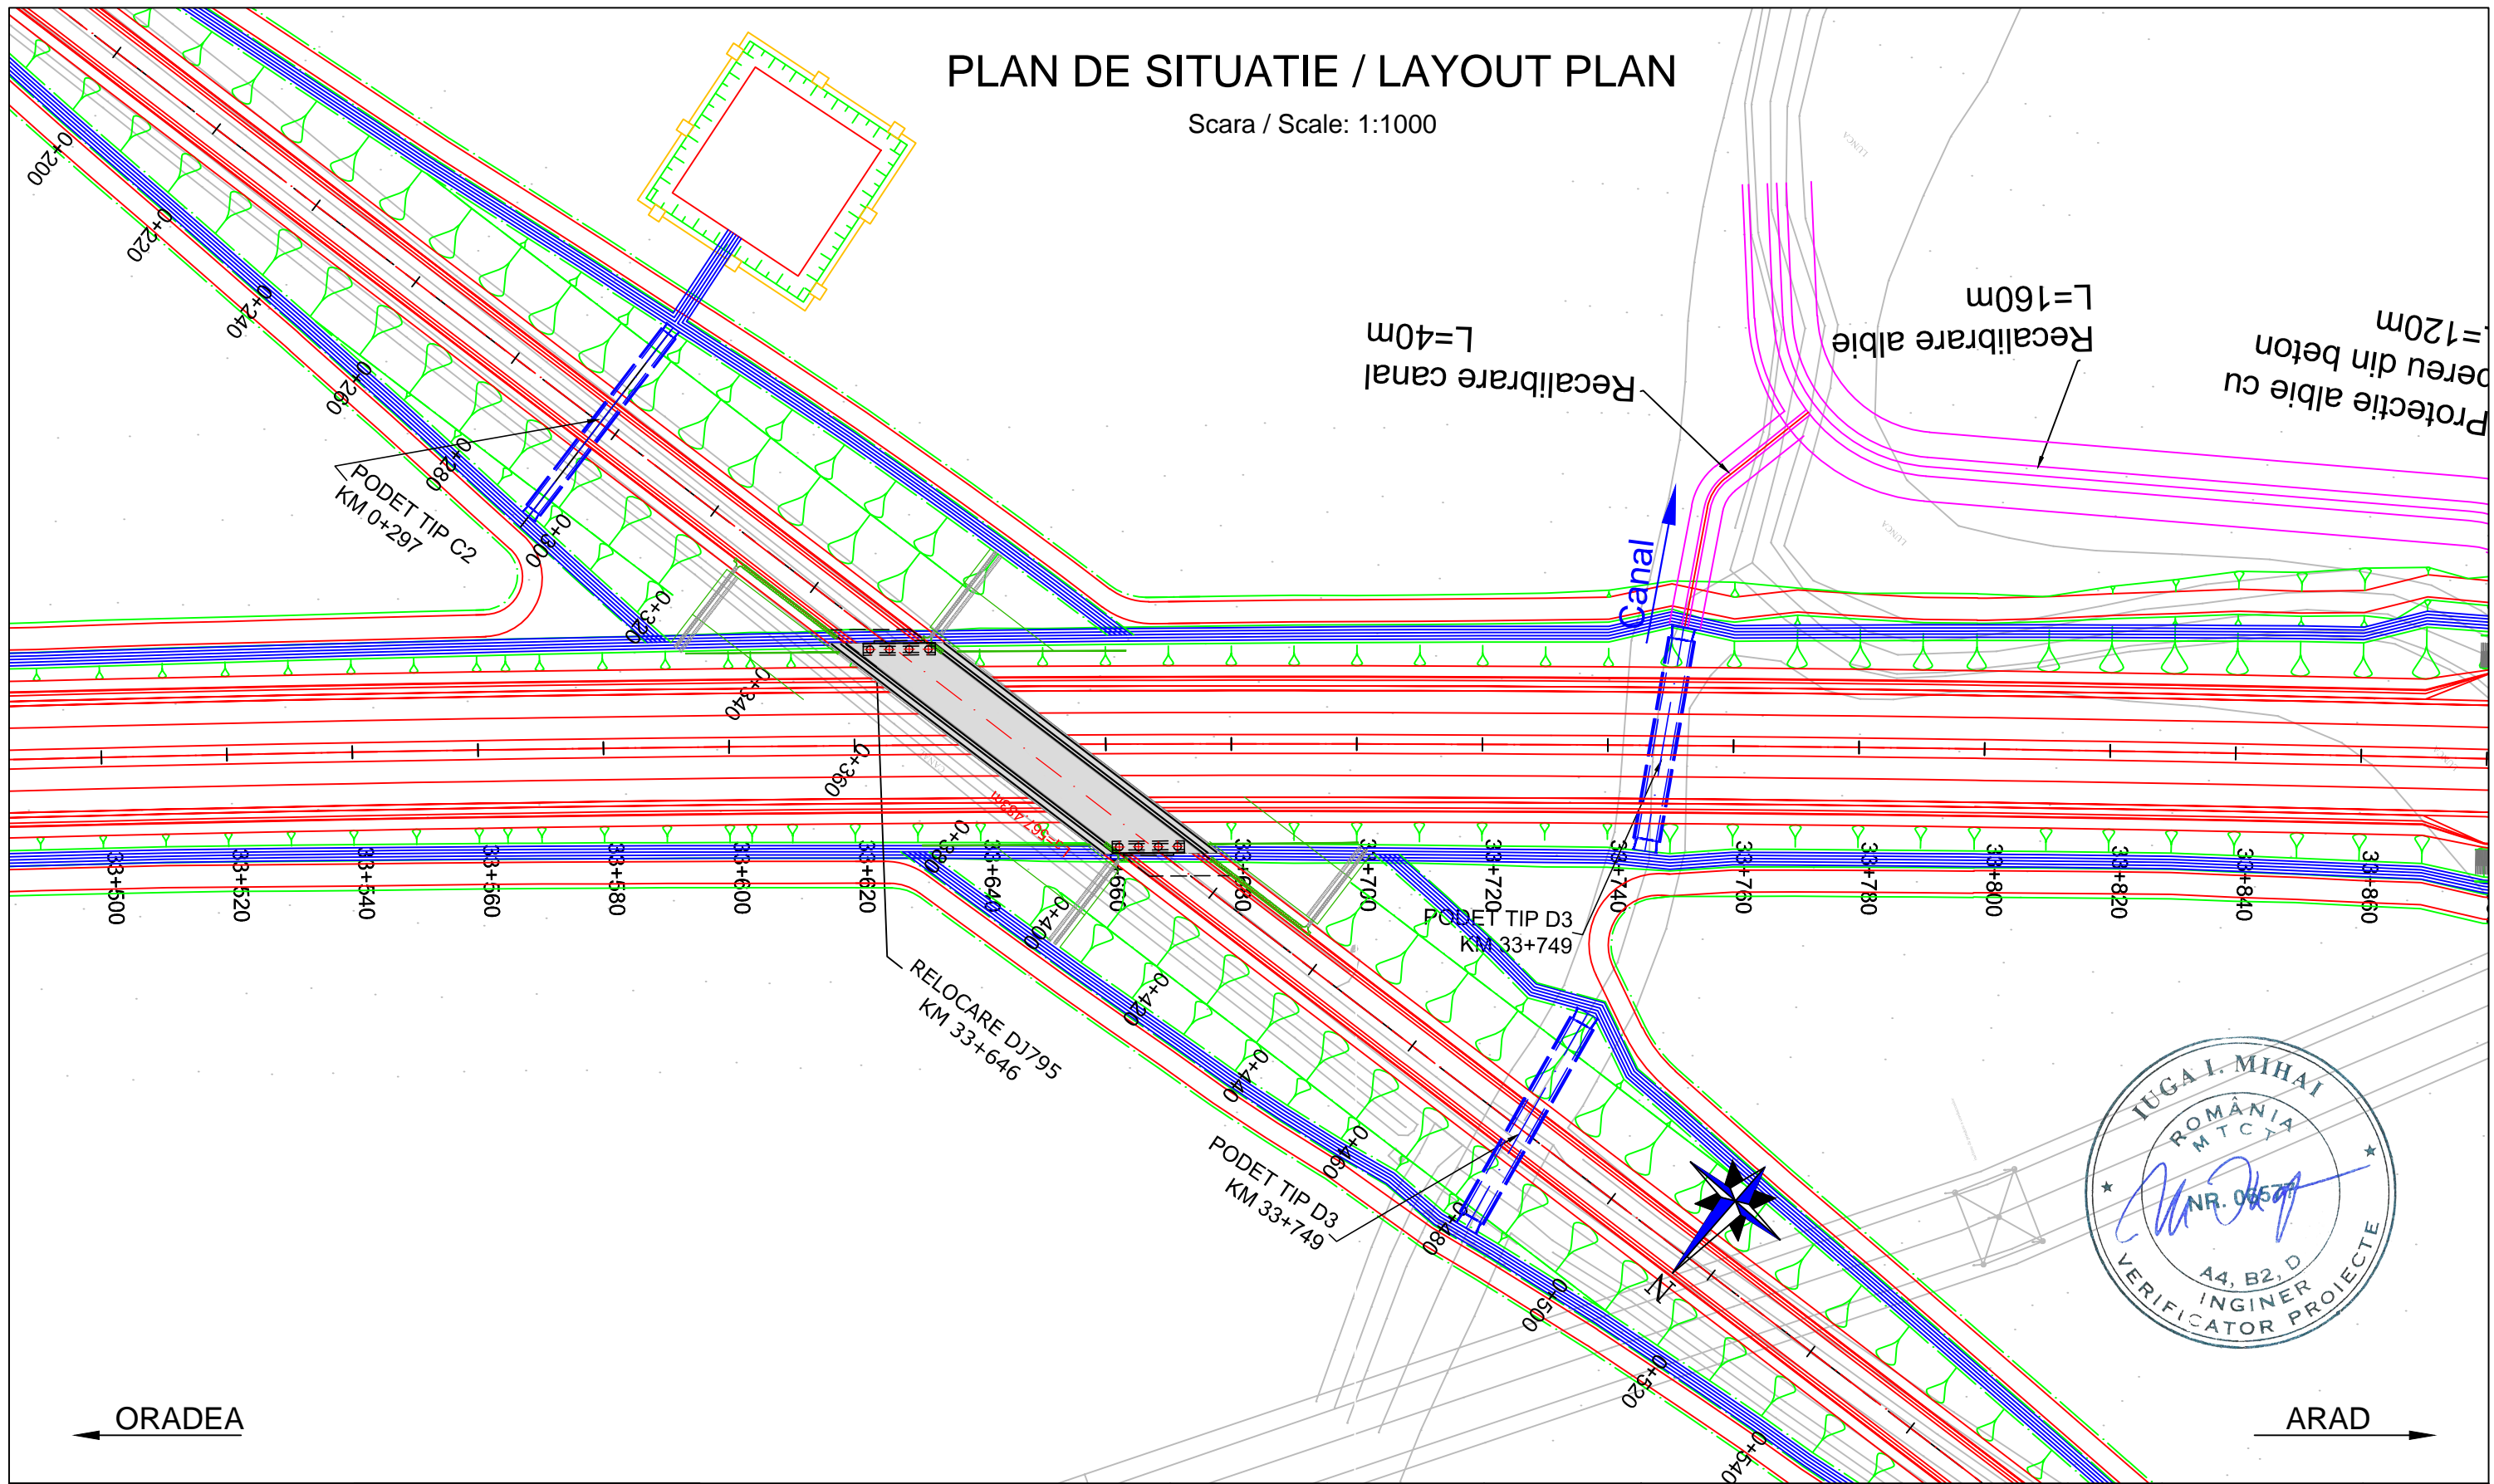 PLAN DE SITUATIE / LAYOUT PLAN
Scara / Scale: 1:1000
0+200
0+220
0+240
0+260
0+280
0+300
0+320
0+340
0+360
0+380
0+400
0+420
0+440
0+460
0+480
0+500
0+520
0+540
PODET TIP C2
KM 0+297
Recalibrare canal
L=40m
Recalibrare albie
L=160m
Protectie albie cu
pereu din beton
=120m
Canal
LUNCA
LUNCA
33+500
33+520
33+540
33+560
33+580
33+600
33+620
33+640
33+660
33+680
33+700
33+720
33+740
33+760
33+780
33+800
33+820
33+840
33+860
PODET TIP D3
KM 33+749
RELOCARE DJ795
KM 33+646
PODET TIP D3
KM 33+749
N
IUGA I. MIHAI
ROMÂNIA
M T C T
NR. 06577
A4, B2, D
INGINER
VERIFICATOR PROIECTE
ORADEA
ARAD